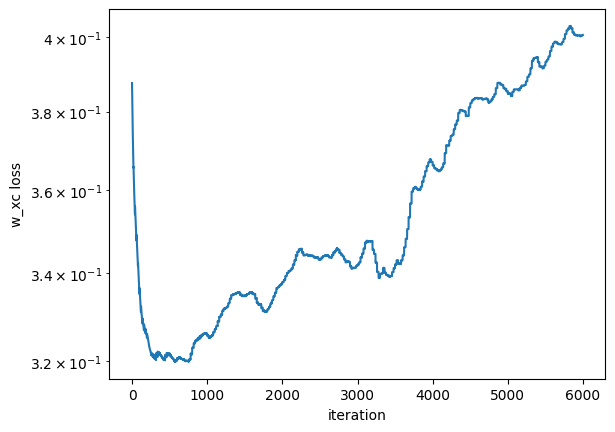 4 × 10⁻¹
3.8 × 10⁻¹
3.6 × 10⁻¹
3.4 × 10⁻¹
3.2 × 10⁻¹
w_xc loss
0 1000 2000 3000 4000 5000 6000
iteration